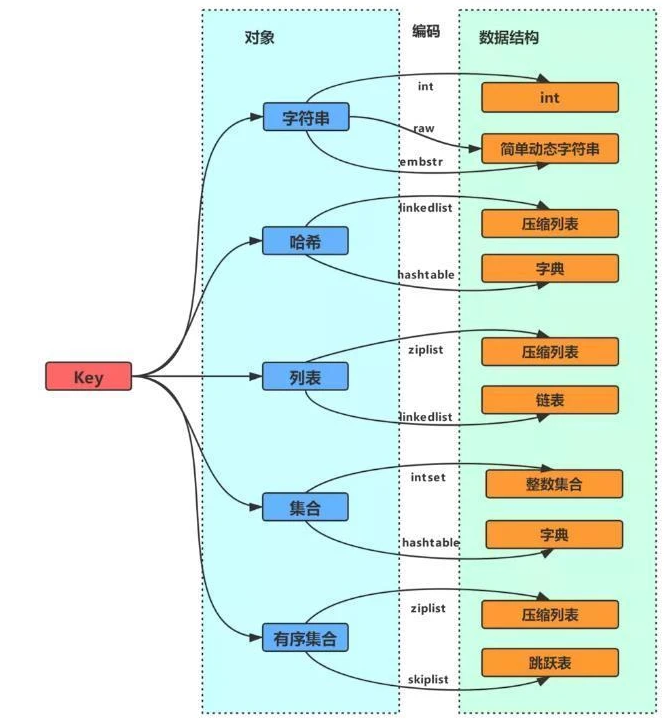 对象
编码
数据结构
int
int
字符串
raw
简单动态字符串
embstr
linkedlist
压缩列表
哈希
hashtable
字典
ziplist
压缩列表
Key
列表
linkedlist
链表
intset
整数集合
集合
hashtable
字典
ziplist
压缩列表
有序集合
skiplist
跳跃表